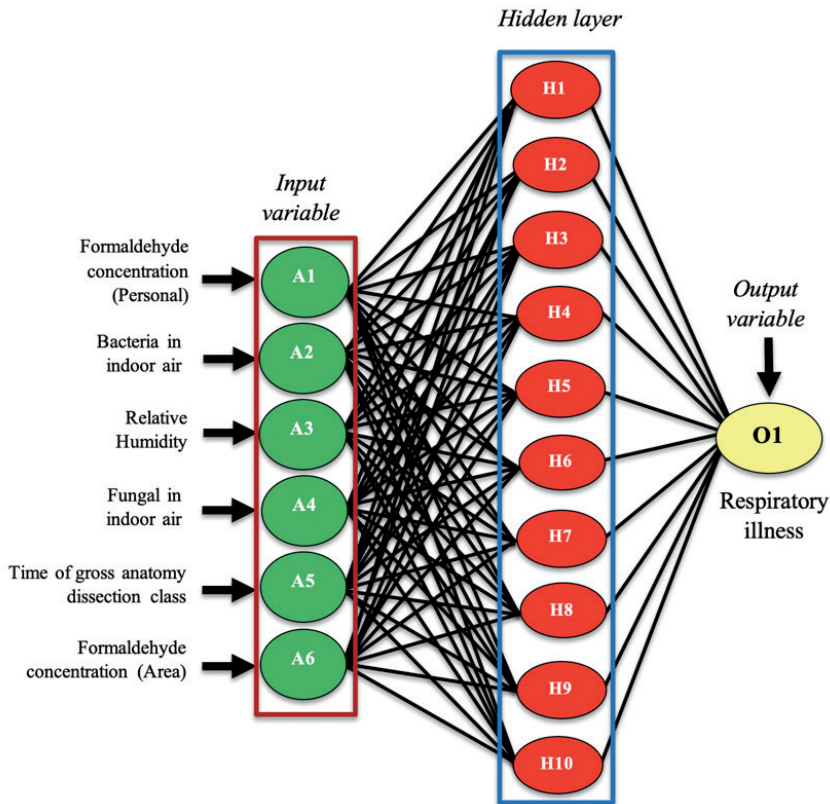 Hidden layer
Input
variable
Formaldehyde
concentration
(Personal)
Bacteria in
indoor air
Relative
Humidity
Fungal in
indoor air
Time of gross anatomy
dissection class
Formaldehyde
concentration (Area)
A1
A2
A3
A4
A5
A6
H1
H2
H3
H4
H5
H6
H7
H8
H9
H10
Output
variable
O1
Respiratory
illness